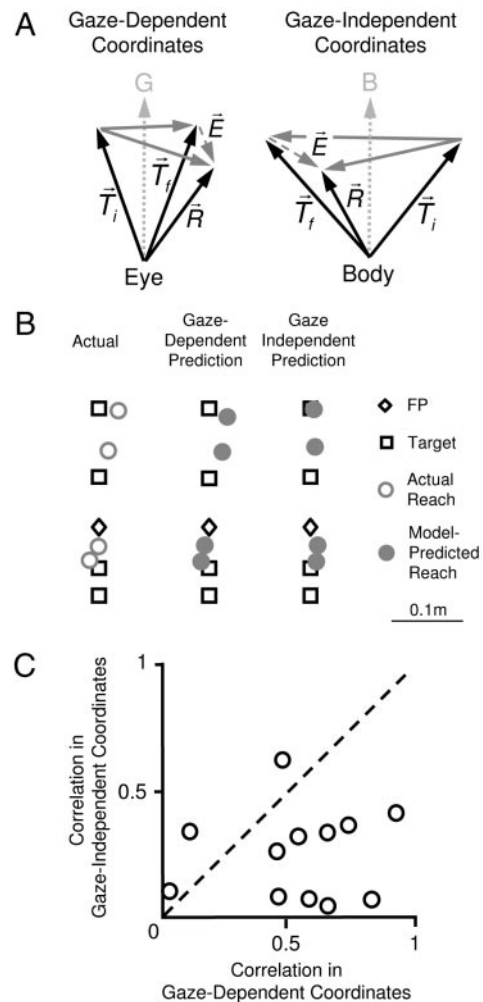 A
Gaze-Dependent
Coordinates
Gaze-Independent
Coordinates
G
B
E
E
T_i
T_f
R
T_f
R
T_i
Eye
Body
B
Actual
Gaze-
Dependent
Prediction
Gaze
Independent
Prediction
FP
Target
Actual
Reach
Model-
Predicted
Reach
0.1m
C
1
0.5
0
0.5
1
Correlation in
Gaze-Independent Coordinates
Correlation in
Gaze-Dependent Coordinates